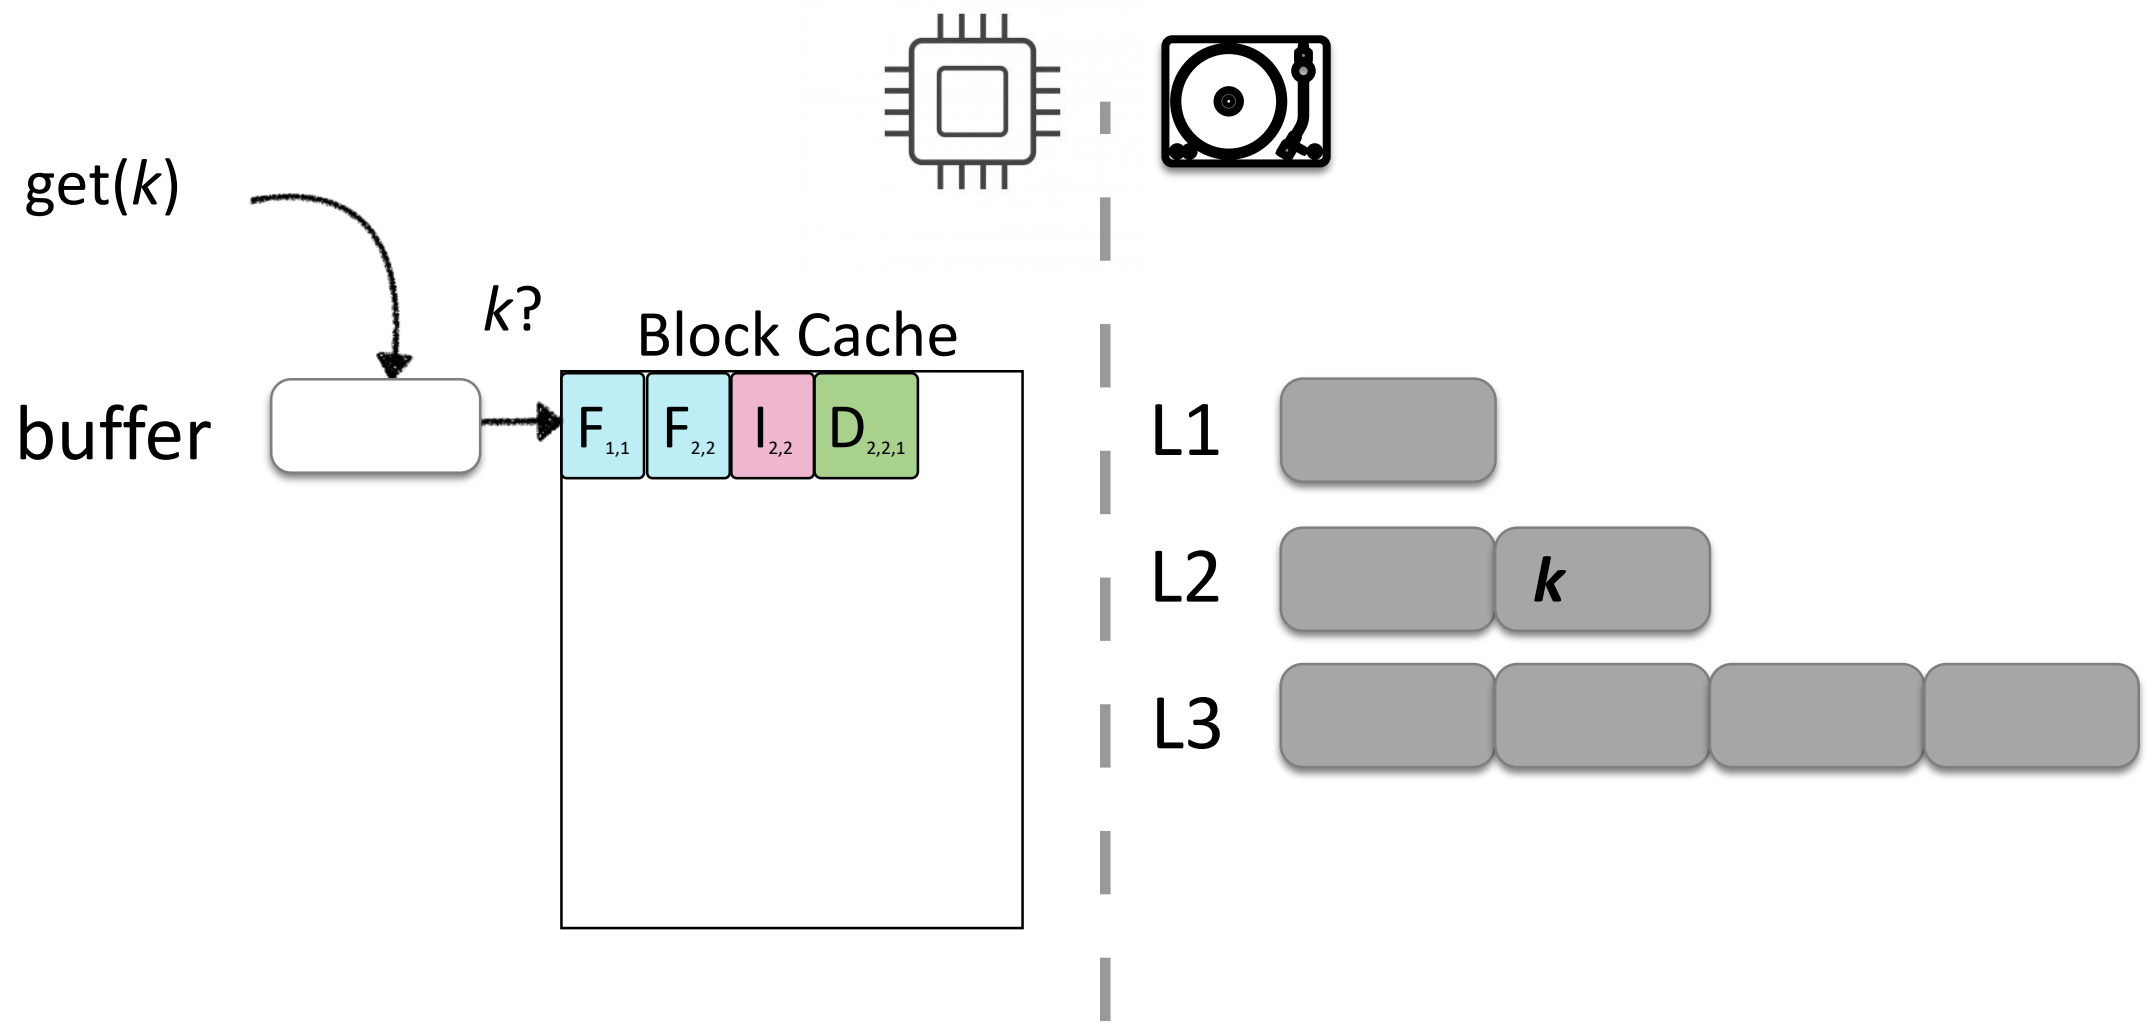 get(k)
k?
Block Cache
buffer
F1,1 F2,2 I2,2 D2,2,1
L1
L2 k
L3